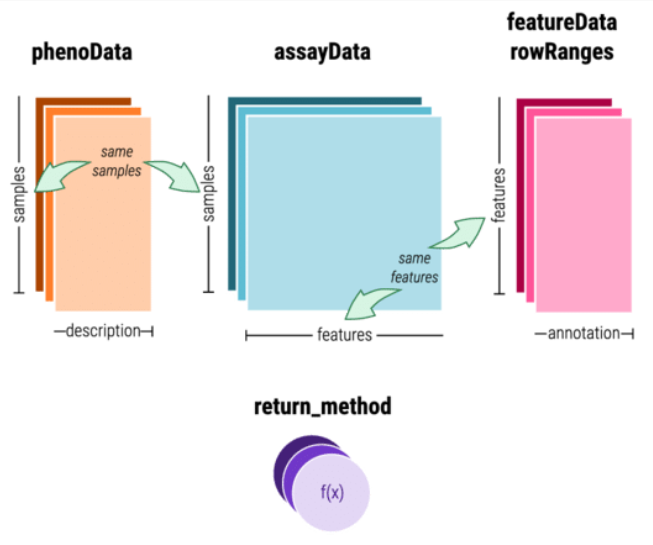 phenoData
assayData
featureData
rowRanges
samples
same
samples
samples
features
same
features
description
features
annotation
return_method
f(x)